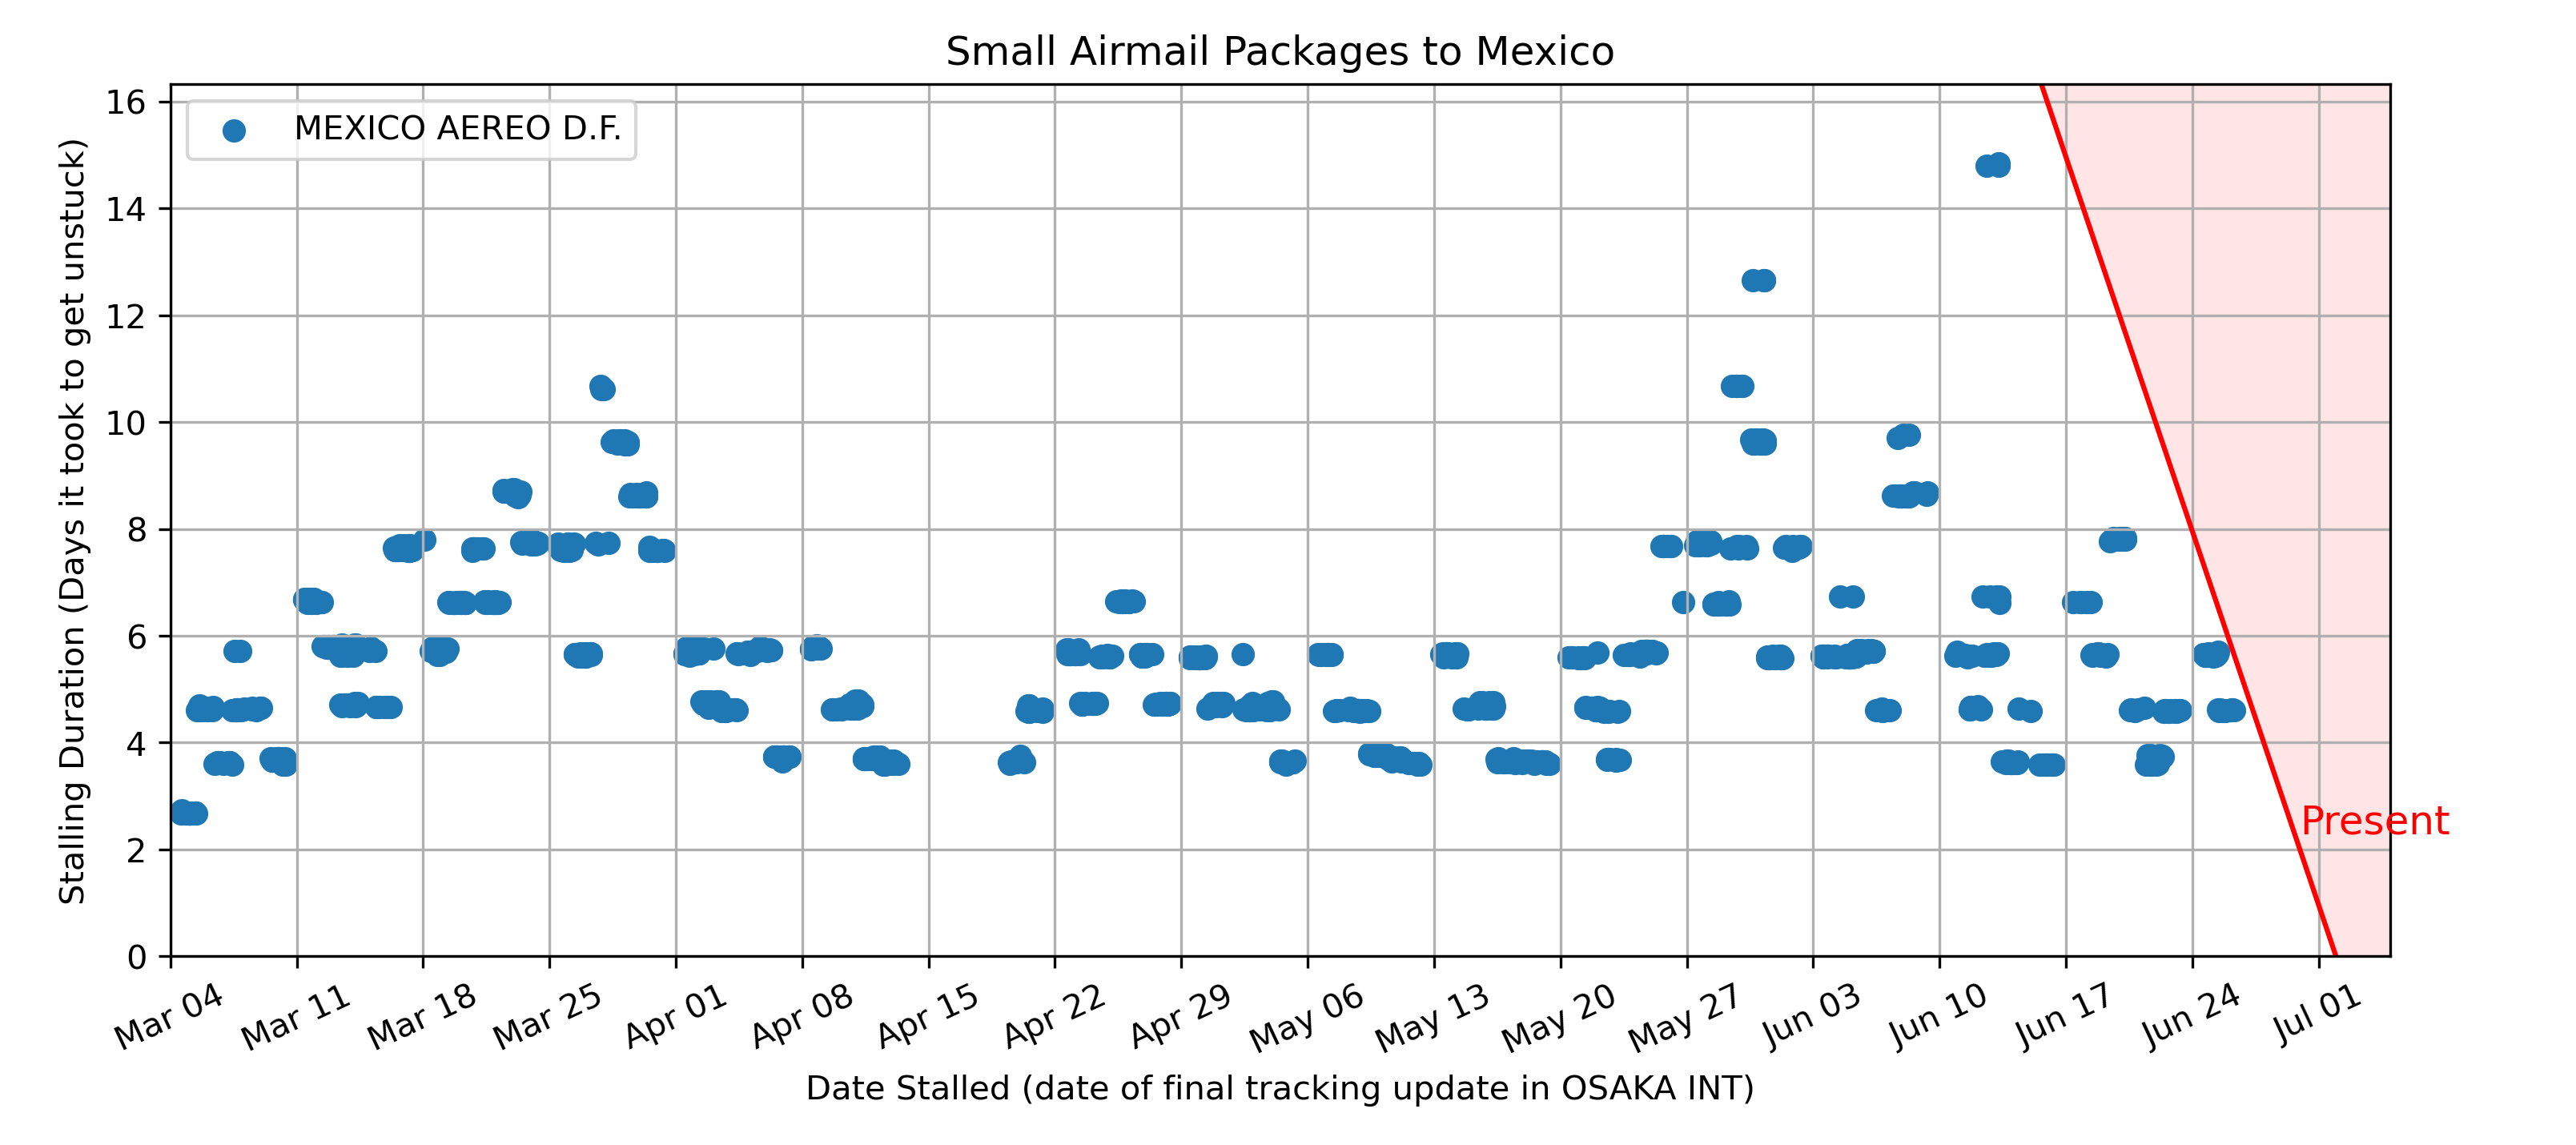 Small Airmail Packages to Mexico
MEXICO AEREO D.F.
Stalling Duration (Days it took to get unstuck)
16
14
12
10
8
6
4
2
0
Present
Mar 04 Mar 11 Mar 18 Mar 25 Apr 01 Apr 08 Apr 15 Apr 22 Apr 29 May 06 May 13 May 20 May 27 Jun 03 Jun 10 Jun 17 Jun 24 Jul 01
Date Stalled (date of final tracking update in OSAKA INT)